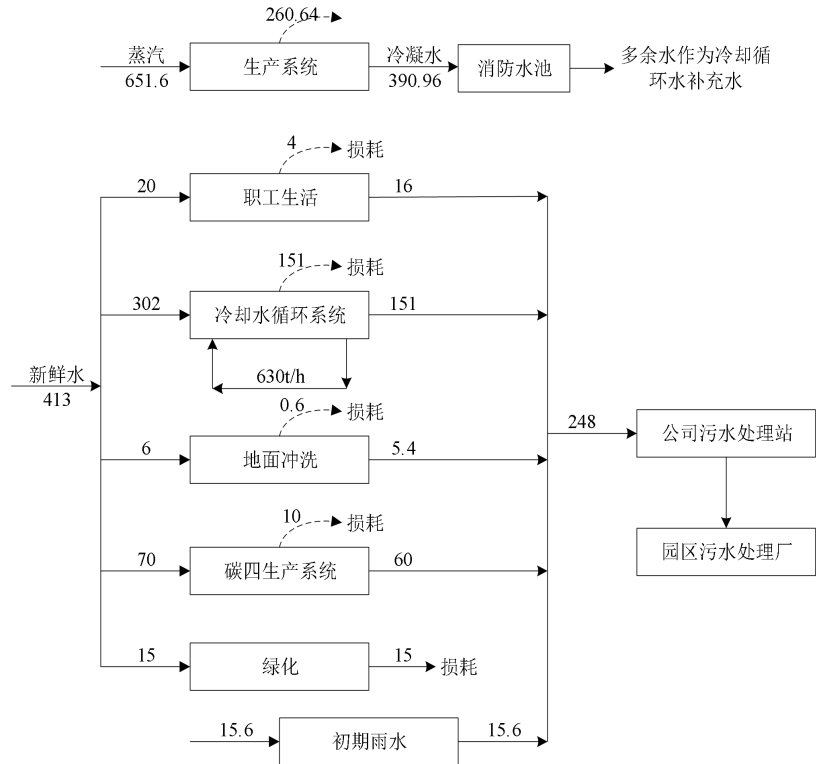 260.64
蒸汽
651.6
生产系统
冷凝水
390.96
消防水池
多余水作为冷却循
环水补充水
4
损耗
20
职工生活
16
151
损耗
302
冷却水循环系统
151
630t/h
新鲜水
413
0.6
损耗
6
地面冲洗
5.4
248
公司污水处理站
10
损耗
70
碳四生产系统
60
园区污水处理厂
15
绿化
15
损耗
15.6
初期雨水
15.6